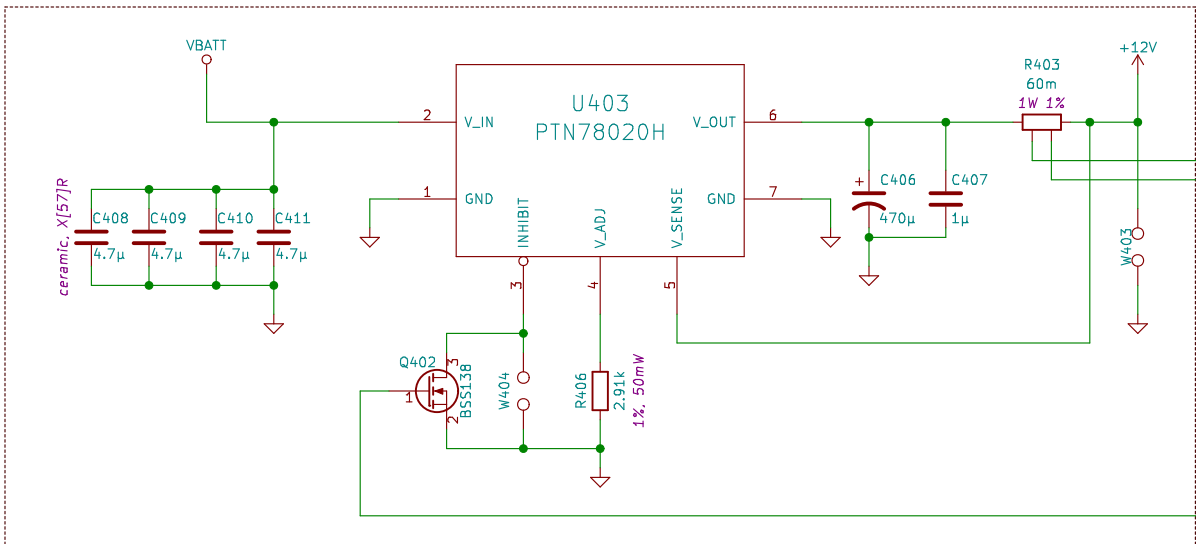 VBATT
+12V
R403
60m
1W 1%
U403
PTN78020H
2
V_IN
V_OUT
6
1
GND
GND
7
INHIBIT
V_ADJ
V_SENSE
3
4
5
ceramic, X[57]R
C408
4.7µ
C409
4.7µ
C410
4.7µ
C411
4.7µ
+
C406
470µ
C407
1µ
W403
Q402
3
1
2
BSS138
W404
R406
2.91k
1%, 50mW